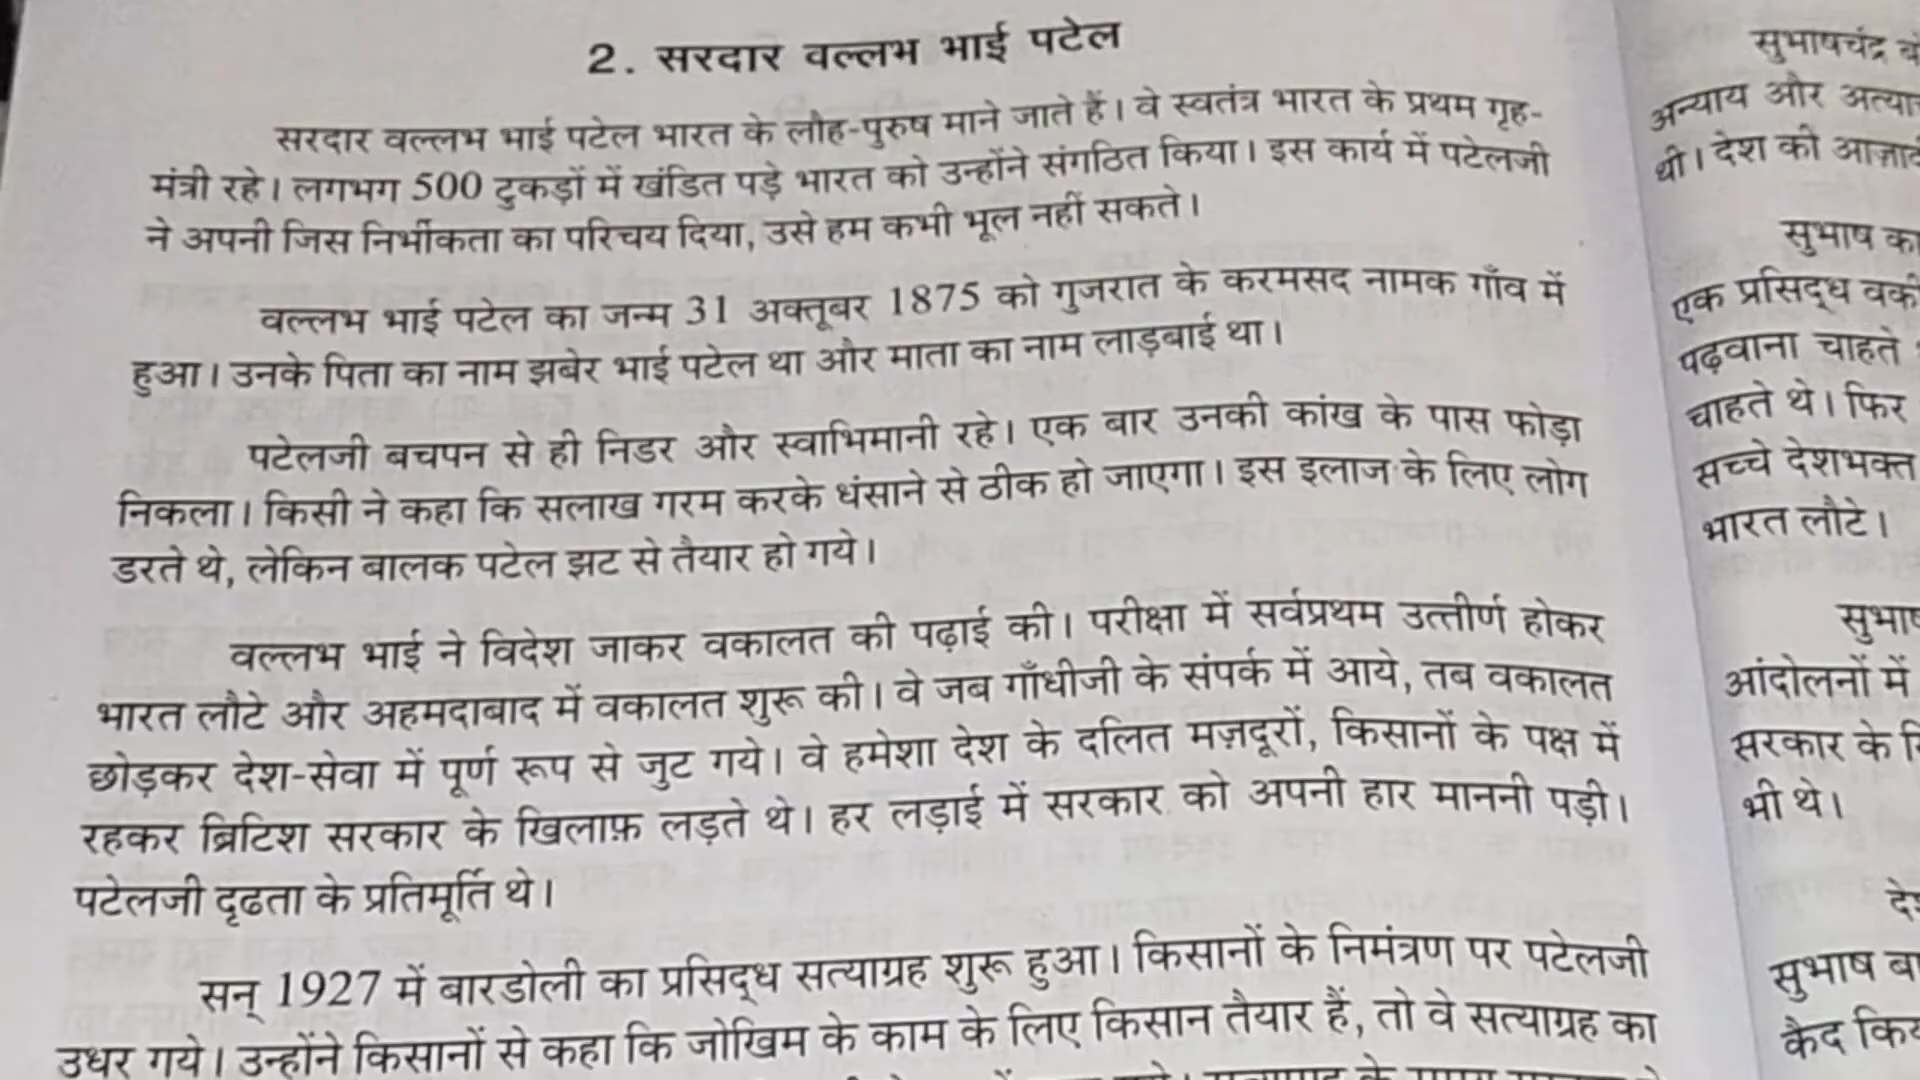 2. सरदार वल्लभ भाई पटेल
सरदार वल्लभ भाई पटेल भारत के लौह-पुरुष माने जाते हैं। वे स्वतंत्र भारत के प्रथम गृह-
मंत्री रहे। लगभग 500 टुकड़ों में खंडित पड़े भारत को उन्होंने संगठित किया। इस कार्य में पटेलजी
ने अपनी जिस निर्भीकता का परिचय दिया, उसे हम कभी भूल नहीं सकते।
वल्लभ भाई पटेल का जन्म 31 अक्तूबर 1875 को गुजरात के करमसद नामक गाँव में
हुआ। उनके पिता का नाम झबेर भाई पटेल था और माता का नाम लाड़बाई था।
पटेलजी बचपन से ही निडर और स्वाभिमानी रहे। एक बार उनकी कांख के पास फोड़ा
निकला। किसी ने कहा कि सलाख गरम करके धंसाने से ठीक हो जाएगा। इस इलाज के लिए लोग
डरते थे, लेकिन बालक पटेल झट से तैयार हो गये।
वल्लभ भाई ने विदेश जाकर वकालत की पढ़ाई की। परीक्षा में सर्वप्रथम उत्तीर्ण होकर
भारत लौटे और अहमदाबाद में वकालत शुरू की। वे जब गाँधीजी के संपर्क में आये, तब वकालत
छोड़कर देश-सेवा में पूर्ण रूप से जुट गये। वे हमेशा देश के दलित मज़दूरों, किसानों के पक्ष में
रहकर ब्रिटिश सरकार के खिलाफ़ लड़ते थे। हर लड़ाई में सरकार को अपनी हार माननी पड़ी।
पटेलजी दृढता के प्रतिमूर्ति थे।
सन् 1927 में बारडोली का प्रसिद्ध सत्याग्रह शुरू हुआ। किसानों के निमंत्रण पर पटेलजी
उधर गये। उन्होंने किसानों से कहा कि जोखिम के काम के लिए किसान तैयार हैं, तो वे सत्याग्रह का
सुभाषचंद्र
अन्याय और
थी। देश की
सुभाष का
एक प्रसिद्ध
पढ़वाना चाहते
चाहते थे। फिर
सच्चे देशभक्त
भारत लौटे।
आंदोलनों में
सरकार के
भी थे।
सुभाष
कैद